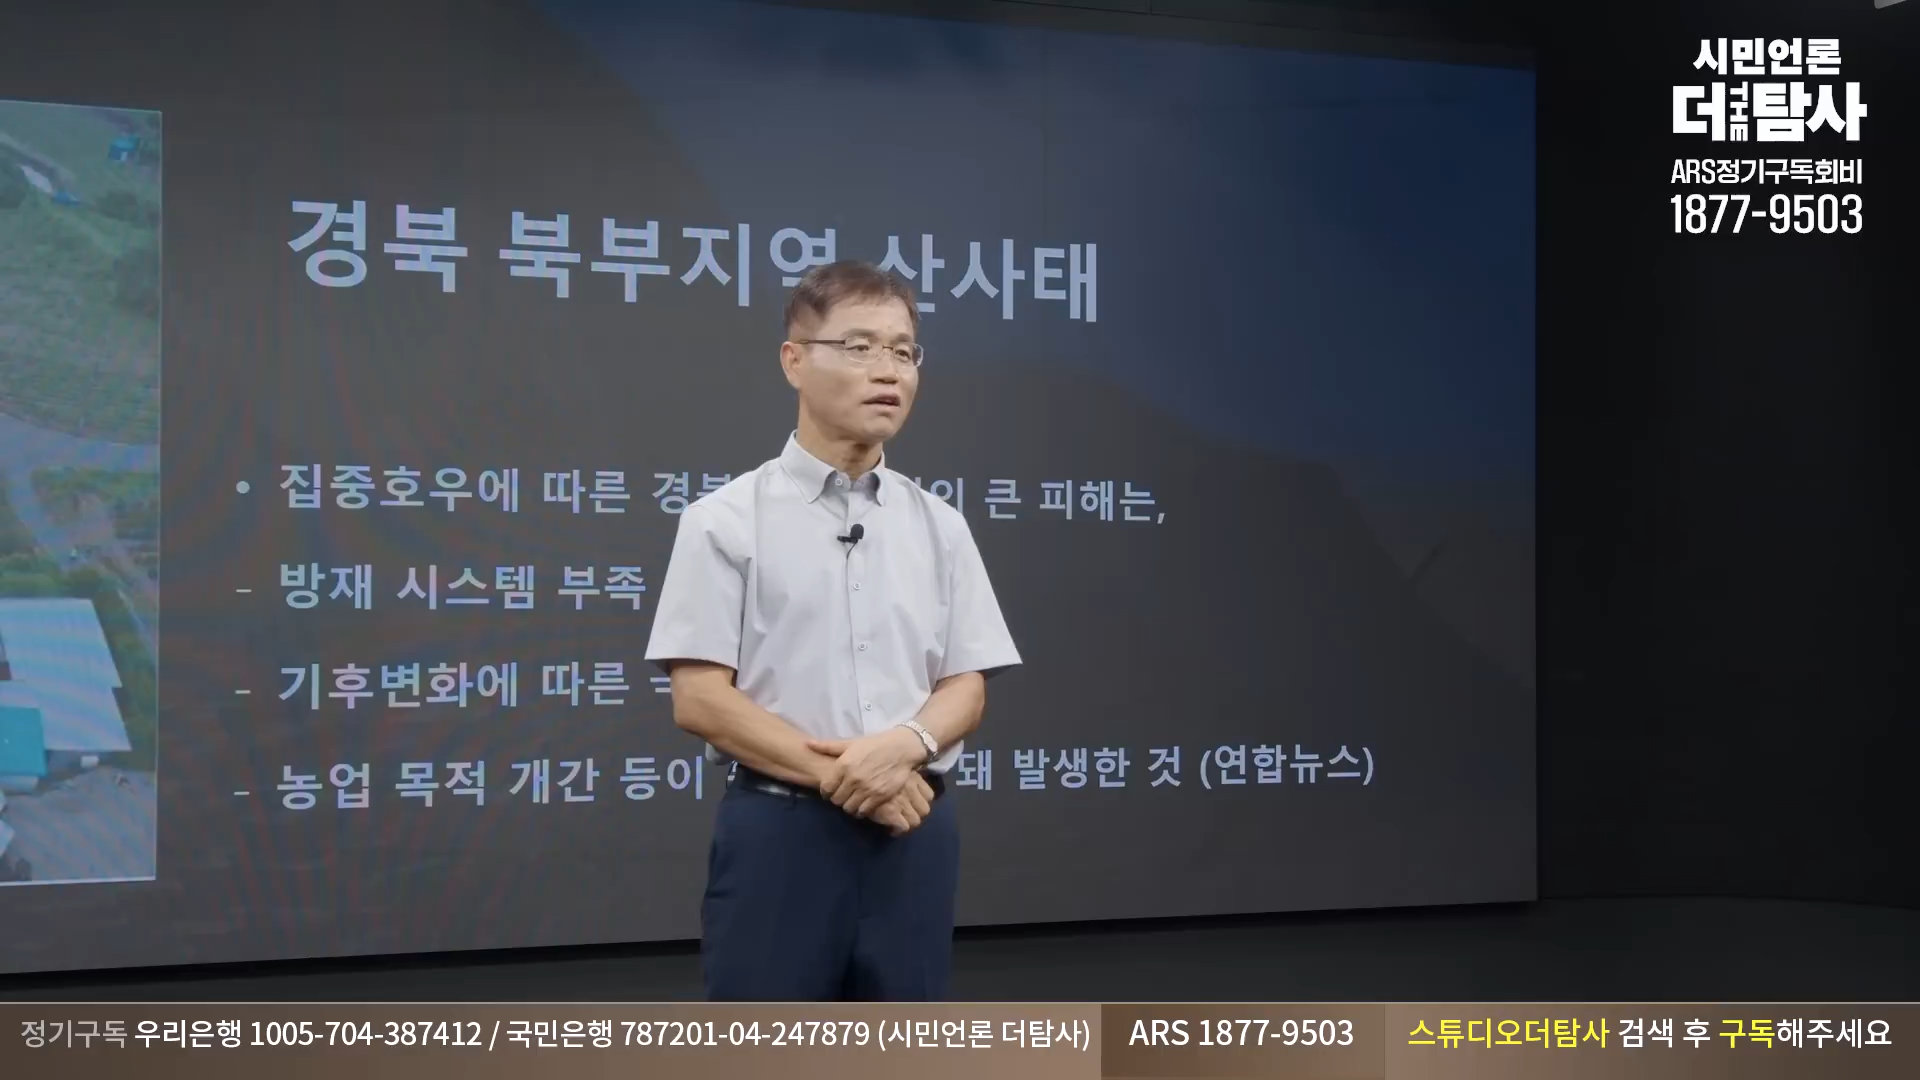 시민언론
더탐사
THE
ARS정기구독회비
1877-9503
경북 북부지역 산사태
• 집중호우에 따른 큰 피해는,
- 방재 시스템 부족
- 기후변화에 따른
- 농업 목적 개간 등이 돼 발생한 것 (연합뉴스)
정기구독 우리은행 1005-704-387412 / 국민은행 787201-04-247879 (시민언론 더탐사)
ARS 1877-9503
스튜디오더탐사 검색 후 구독해주세요